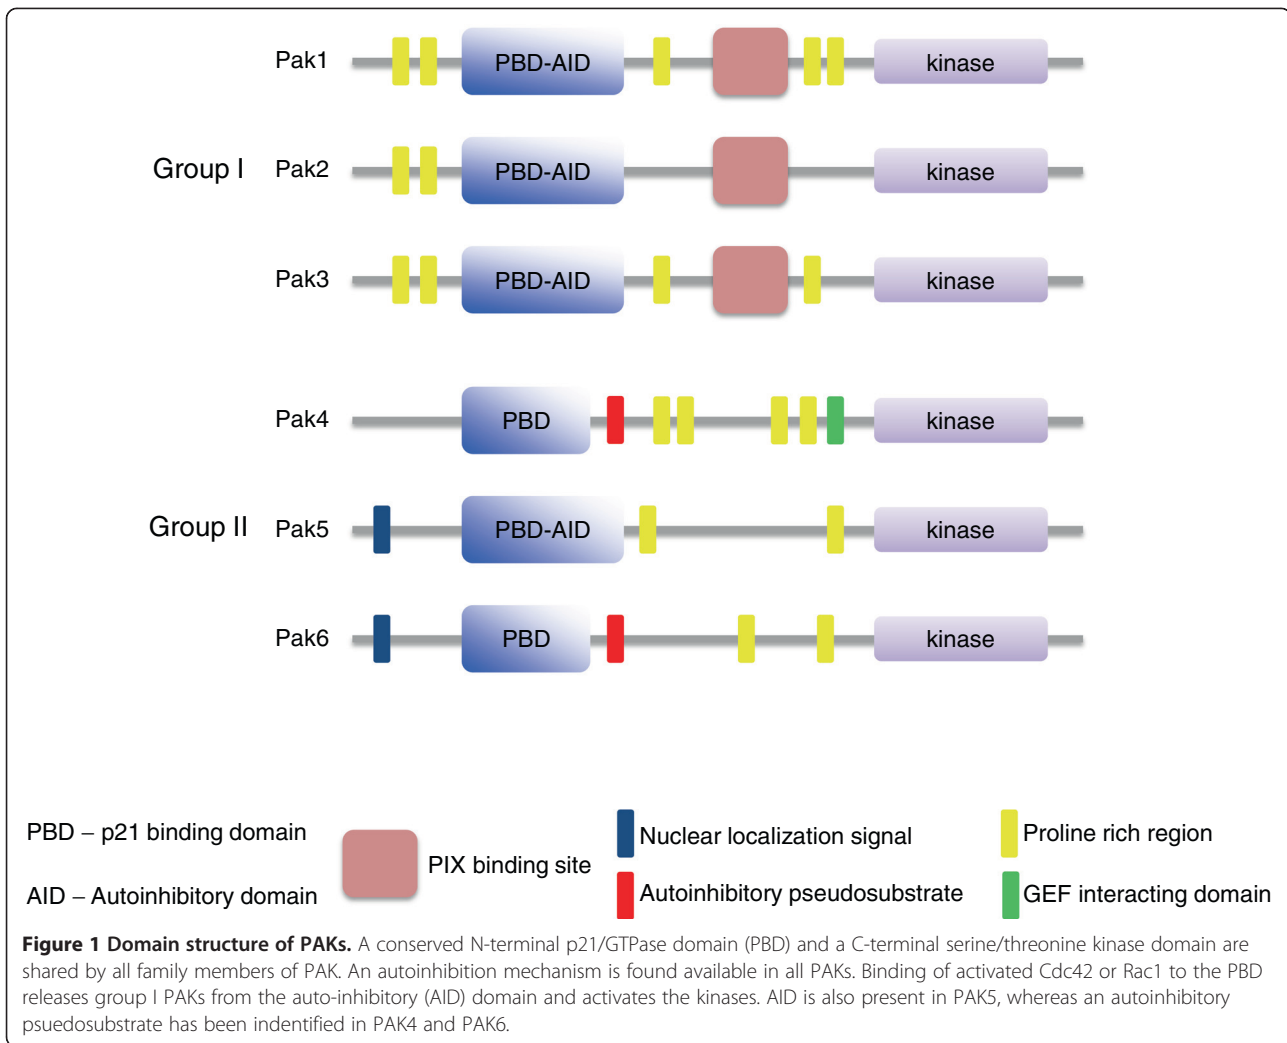 Pak1
PBD-AID
kinase
Group I
Pak2
PBD-AID
kinase
Pak3
PBD-AID
kinase
Pak4
PBD
kinase
Group II
Pak5
PBD-AID
kinase
Pak6
PBD
kinase
PBD – p21 binding domain
AID – Autoinhibitory domain
PIX binding site
Nuclear localization signal
Autoinhibitory pseudosubstrate
Proline rich region
GEF interacting domain
Figure 1 Domain structure of PAKs. A conserved N-terminal p21/GTPase domain (PBD) and a C-terminal serine/threonine kinase domain are
shared by all family members of PAK. An autoinhibition mechanism is found available in all PAKs. Binding of activated Cdc42 or Rac1 to the PBD
releases group I PAKs from the auto-inhibitory (AID) domain and activates the kinases. AID is also present in PAK5, whereas an autoinhibitory
psuedosubstrate has been indentified in PAK4 and PAK6.